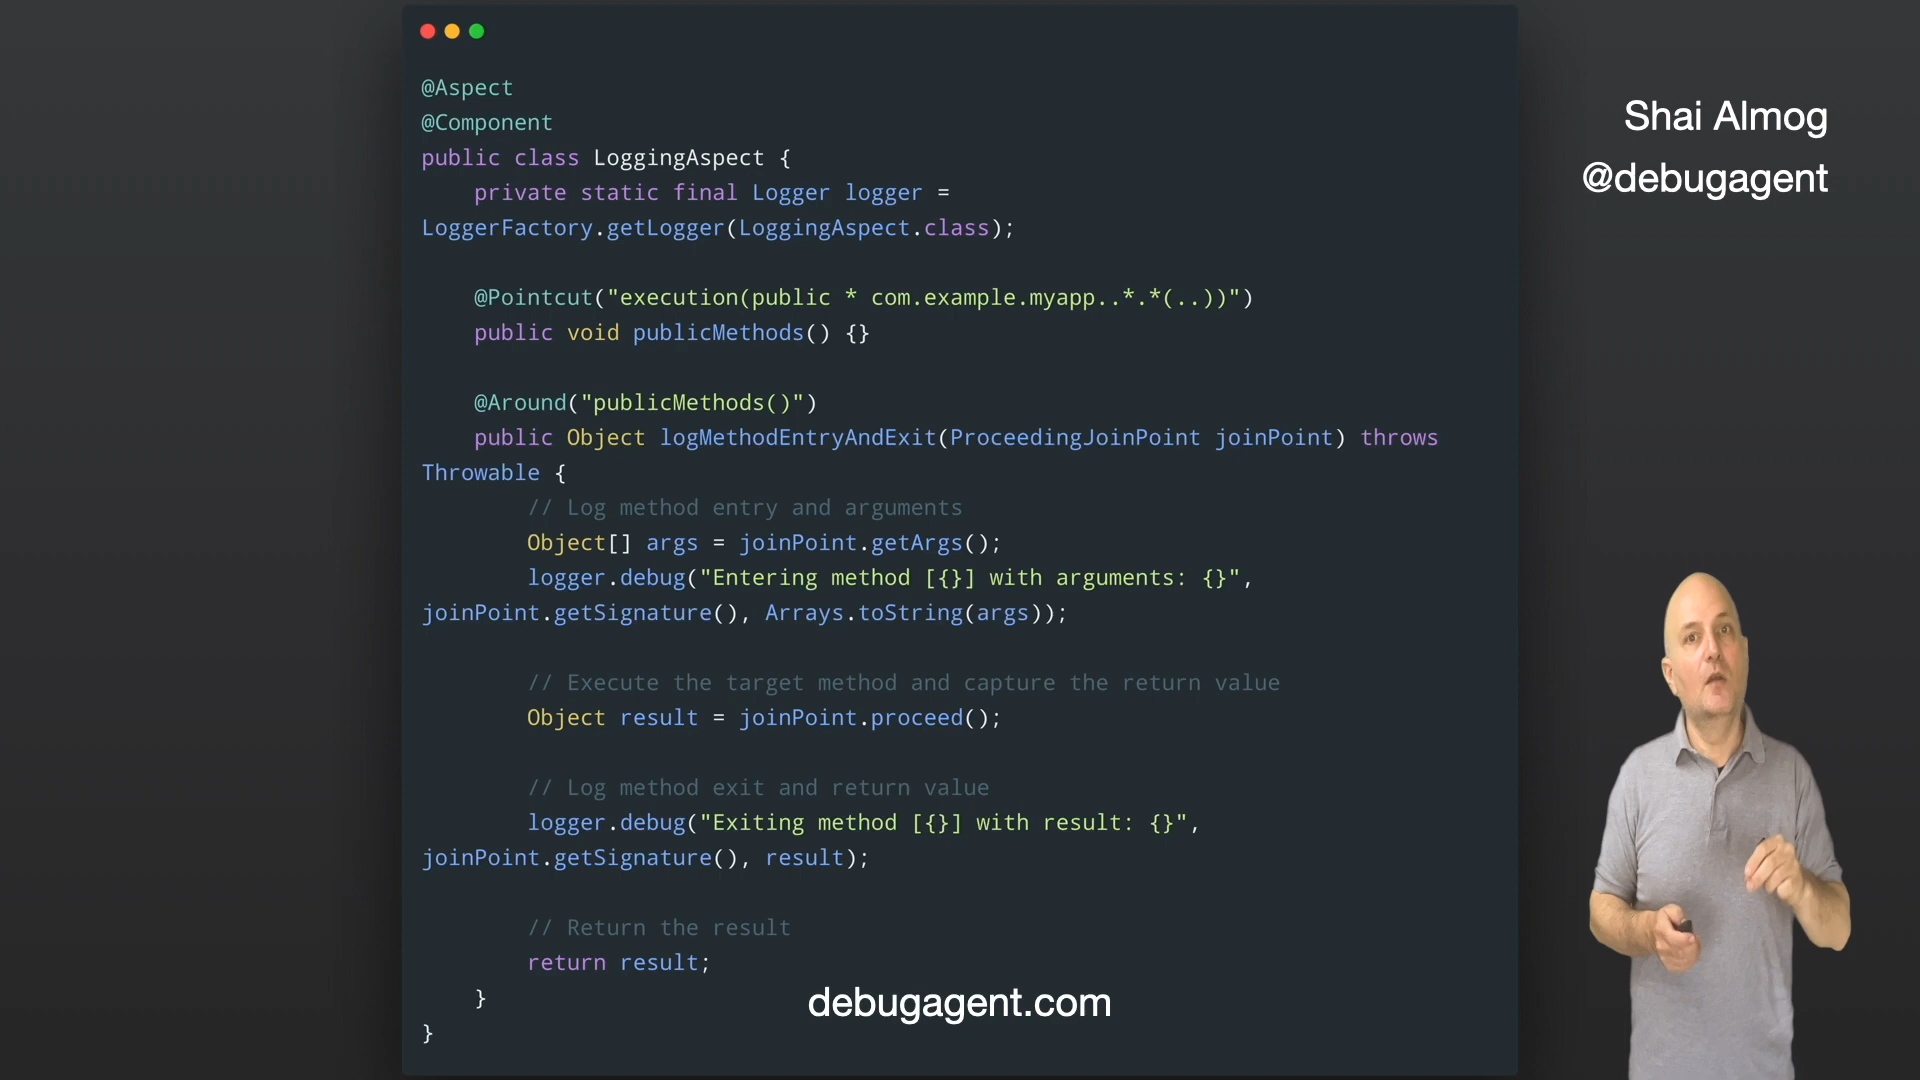 @Aspect
@Component
public class LoggingAspect {
    private static final Logger logger =
LoggerFactory.getLogger(LoggingAspect.class);
    @Pointcut("execution(public * com.example.myapp..*.*(..))")
    public void publicMethods() {}
    @Around("publicMethods()")
    public Object logMethodEntryAndExit(ProceedingJoinPoint joinPoint) throws
Throwable {
        // Log method entry and arguments
        Object[] args = joinPoint.getArgs();
        logger.debug("Entering method [{}] with arguments: {}",
joinPoint.getSignature(), Arrays.toString(args));
        // Execute the target method and capture the return value
        Object result = joinPoint.proceed();
        // Log method exit and return value
        logger.debug("Exiting method [{}] with result: {}",
joinPoint.getSignature(), result);
        // Return the result
        return result;
    }
}
Shai Almog
@debugagent
debugagent.com